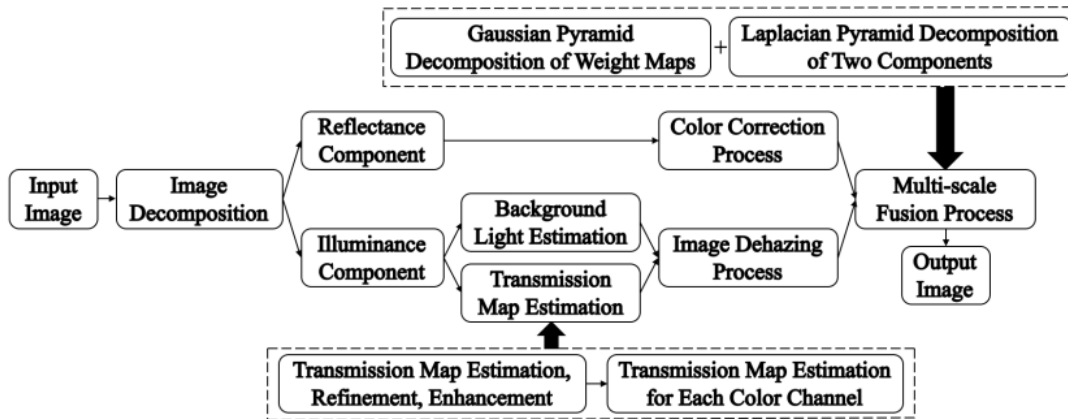 Gaussian Pyramid
Decomposition of Weight Maps
+
Laplacian Pyramid Decomposition
of Two Components
Reflectance
Component
Color Correction
Process
Input
Image
Image
Decomposition
Multi-scale
Fusion Process
Background
Light Estimation
Illuminance
Component
Image Dehazing
Process
Transmission
Map Estimation
Output
Image
Transmission Map Estimation,
Refinement, Enhancement
Transmission Map Estimation
for Each Color Channel